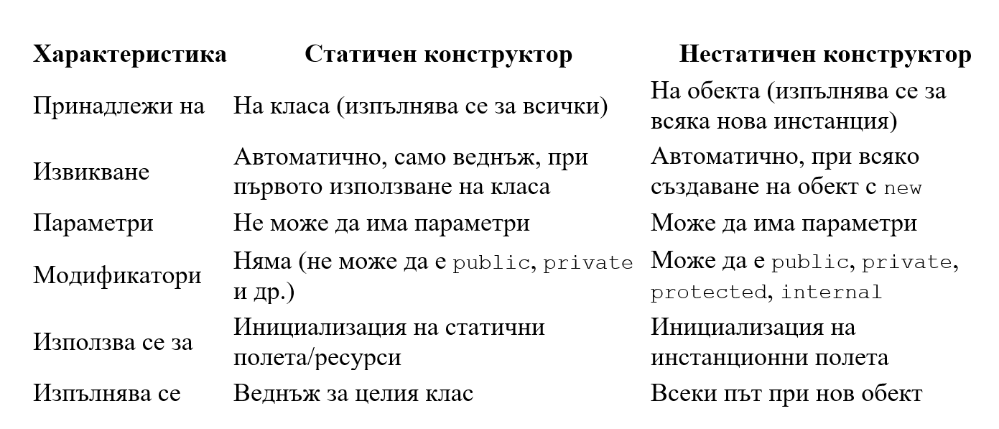 Характеристика Статичен конструктор Нестатичен конструктор
Принадлежи на На класа (изпълнява се за всички) На обекта (изпълнява се за
всяка нова инстанция)
Извикване Автоматично, само веднъж, при
първото използване на класа
Автоматично, при всяко
създаване на обект с new
Параметри Не може да има параметри Може да има параметри
Модификатори Няма (не може да е public, private
и др.)
Може да е public, private,
protected, internal
Използва се за Инициализация на статични
полета/ресурси
Инициализация на
инстанционни полета
Изпълнява се Веднъж за целия клас Всеки път при нов обект